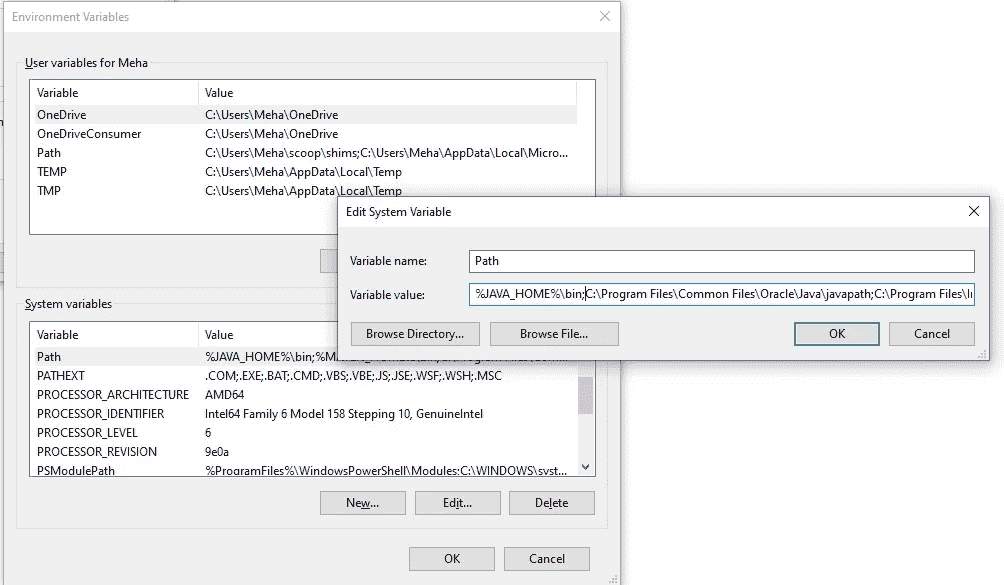 Environment Variables
User variables for Meha
Variable Value
OneDrive C:\Users\Meha\OneDrive
OneDriveConsumer C:\Users\Meha\OneDrive
Path C:\Users\Meha\scoop\shims;C:\Users\Meha\AppData\Local\Micro...
TEMP C:\Users\Meha\AppData\Local\Temp
TMP C:\Users\Meha\AppData\Local\Temp
Edit System Variable
Variable name: Path
Variable value: %JAVA_HOME%\bin;C:\Program Files\Common Files\Oracle\Java\javapath;C:\Program Files\I
Browse Directory... Browse File... OK Cancel
System variables
Variable Value
Path %JAVA_HOME%\bin;
PATHEXT .COM;.EXE;.BAT;.CMD;.VBS;.VBE;.JS;.JSE;.WSF;.WSH;.MSC
PROCESSOR_ARCHITECTURE AMD64
PROCESSOR_IDENTIFIER Intel64 Family 6 Model 158 Stepping 10, GenuineIntel
PROCESSOR_LEVEL 6
PROCESSOR_REVISION 9e0a
PSModulePath %ProgramFiles%\WindowsPowerShell\Modules;C:\WINDOWS\syst...
New... Edit... Delete
OK Cancel